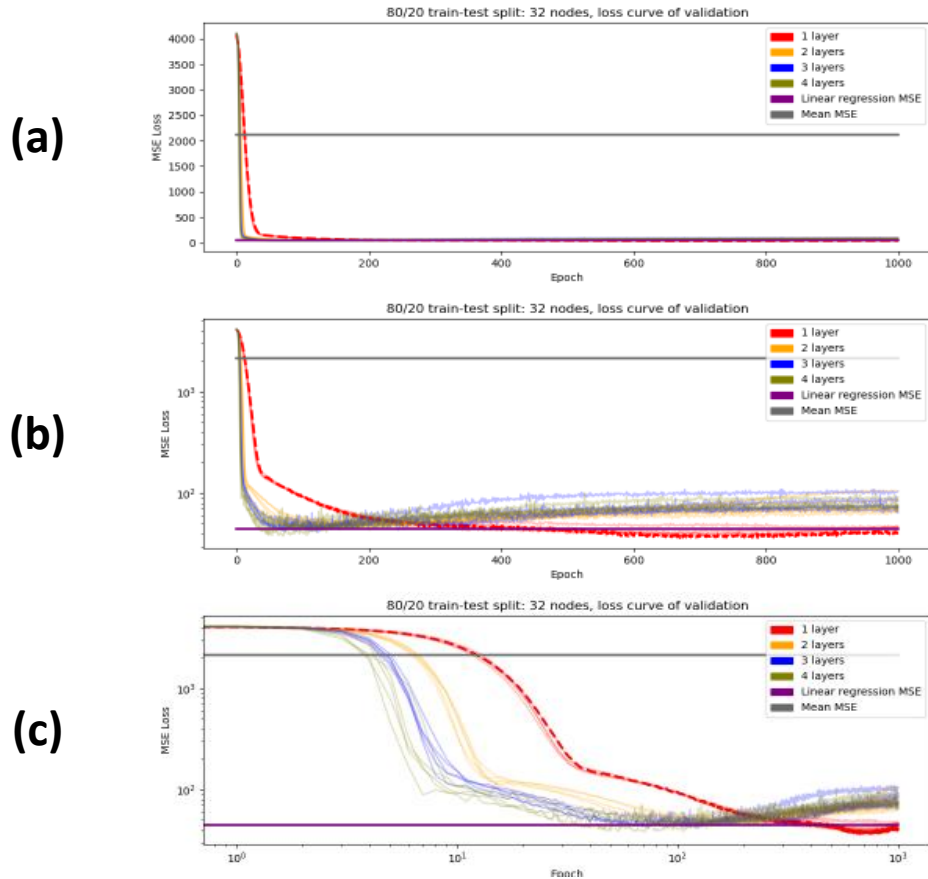 (a)
80/20 train-test split: 32 nodes, loss curve of validation
MSE Loss
4000
3500
3000
2500
2000
1500
1000
500
0
0 200 400 600 800 1000
Epoch
1 layer
2 layers
3 layers
4 layers
Linear regression MSE
Mean MSE
(b)
80/20 train-test split: 32 nodes, loss curve of validation
MSE Loss
10³
10²
0 200 400 600 800 1000
Epoch
1 layer
2 layers
3 layers
4 layers
Linear regression MSE
Mean MSE
(c)
80/20 train-test split: 32 nodes, loss curve of validation
MSE Loss
10³
10²
10⁰ 10¹ 10² 10³
Epoch
1 layer
2 layers
3 layers
4 layers
Linear regression MSE
Mean MSE